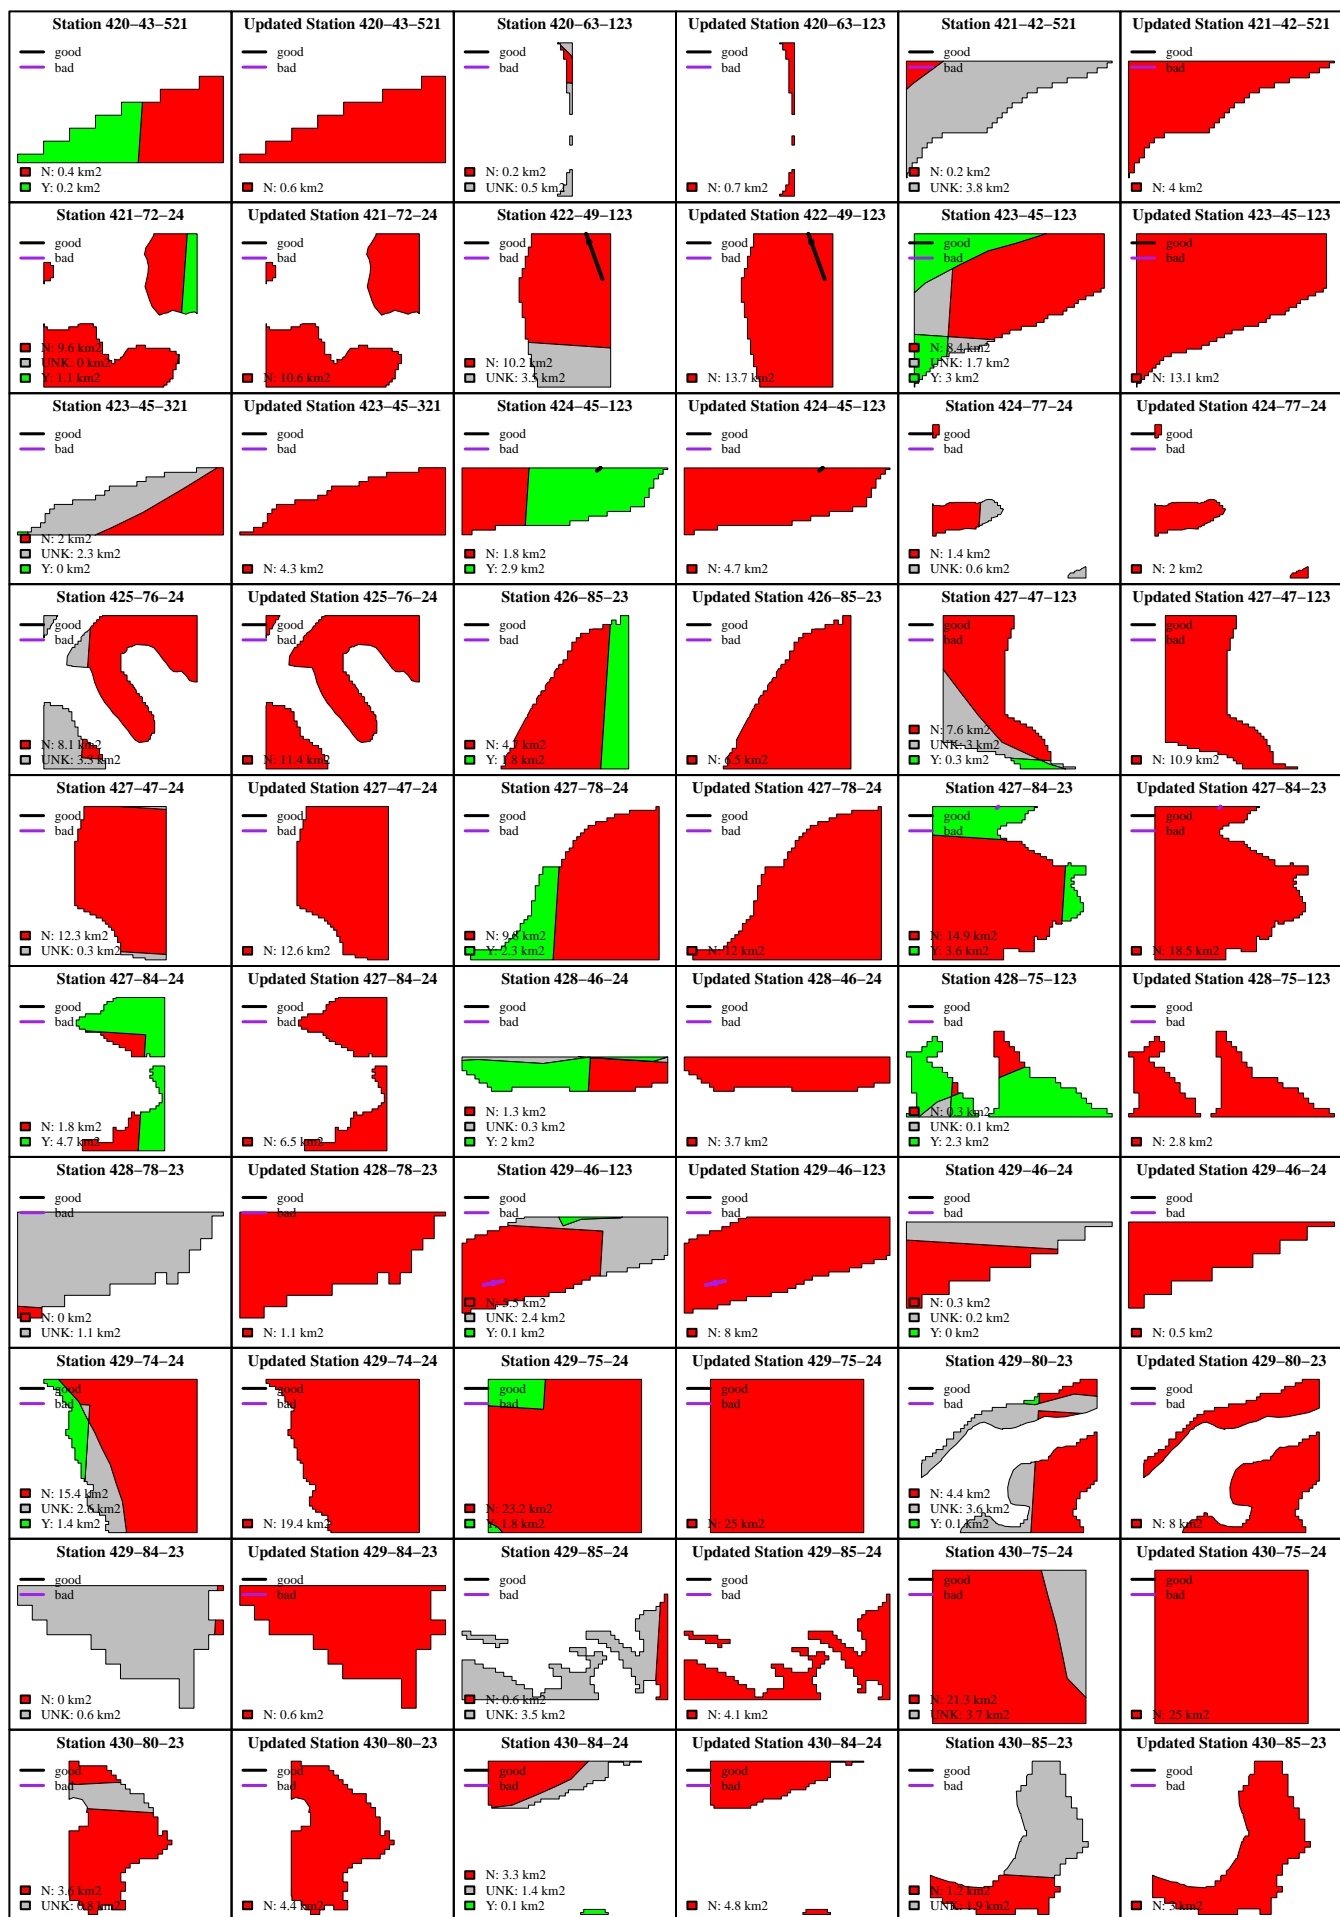 Station 420−43−521
good
bad
N: 0.4 km2
Y: 0.2 km2
Updated Station 420−43−521
good
bad
N: 0.6 km2
Station 420−63−123
good
bad
N: 0.2 km2
UNK: 0.5 km2
Updated Station 420−63−123
good
bad
N: 0.7 km2
Station 421−42−521
good
bad
N: 0.2 km2
UNK: 3.8 km2
Updated Station 421−42−521
good
bad
N: 4 km2
Station 421−72−24
good
bad
N: 9.6 km2
UNK: 0 km2
Y: 1.1 km2
Updated Station 421−72−24
good
bad
N: 10.6 km2
Station 422−49−123
good
bad
N: 10.2 km2
UNK: 3.5 km2
Updated Station 422−49−123
good
bad
N: 13.7 km2
Station 423−45−123
good
bad
N: 8.4 km2
UNK: 1.7 km2
Y: 3 km2
Updated Station 423−45−123
good
bad
N: 13.1 km2
Station 423−45−321
good
bad
N: 2 km2
UNK: 2.3 km2
Y: 0 km2
Updated Station 423−45−321
good
bad
N: 4.3 km2
Station 424−45−123
good
bad
N: 1.8 km2
Y: 2.9 km2
Updated Station 424−45−123
good
bad
N: 4.7 km2
Station 424−77−24
good
bad
N: 1.4 km2
UNK: 0.6 km2
Updated Station 424−77−24
good
bad
N: 2 km2
Station 425−76−24
good
bad
N: 8.1 km2
UNK: 3.3 km2
Updated Station 425−76−24
good
bad
N: 11.4 km2
Station 426−85−23
good
bad
N: 4.7 km2
Y: 1.8 km2
Updated Station 426−85−23
good
bad
N: 6.5 km2
Station 427−47−123
good
bad
N: 7.6 km2
UNK: 3 km2
Y: 0.3 km2
Updated Station 427−47−123
good
bad
N: 10.9 km2
Station 427−47−24
good
bad
N: 12.3 km2
UNK: 0.3 km2
Updated Station 427−47−24
good
bad
N: 12.6 km2
Station 427−78−24
good
bad
N: 9.8 km2
Y: 2.3 km2
Updated Station 427−78−24
good
bad
N: 12 km2
Station 427−84−23
good
bad
N: 14.9 km2
Y: 3.6 km2
Updated Station 427−84−23
good
bad
N: 18.5 km2
Station 427−84−24
good
bad
N: 1.8 km2
Y: 4.7 km2
Updated Station 427−84−24
good
bad
N: 6.5 km2
Station 428−46−24
good
bad
N: 1.3 km2
UNK: 0.3 km2
Y: 2 km2
Updated Station 428−46−24
good
bad
N: 3.7 km2
Station 428−75−123
good
bad
N: 0.3 km2
UNK: 0.1 km2
Y: 2.3 km2
Updated Station 428−75−123
good
bad
N: 2.8 km2
Station 428−78−23
good
bad
N: 0 km2
UNK: 1.1 km2
Updated Station 428−78−23
good
bad
N: 1.1 km2
Station 429−46−123
good
bad
N: 5.5 km2
UNK: 2.4 km2
Y: 0.1 km2
Updated Station 429−46−123
good
bad
N: 8 km2
Station 429−46−24
good
bad
N: 0.3 km2
UNK: 0.2 km2
Y: 0 km2
Updated Station 429−46−24
good
bad
N: 0.5 km2
Station 429−74−24
good
bad
N: 15.4 km2
UNK: 2.6 km2
Y: 1.4 km2
Updated Station 429−74−24
good
bad
N: 19.4 km2
Station 429−75−24
good
bad
N: 23.2 km2
Y: 1.8 km2
Updated Station 429−75−24
good
bad
N: 25 km2
Station 429−80−23
good
bad
N: 4.4 km2
UNK: 3.6 km2
Y: 0.1 km2
Updated Station 429−80−23
good
bad
N: 8 km2
Station 429−84−23
good
bad
N: 0 km2
UNK: 0.6 km2
Updated Station 429−84−23
good
bad
N: 0.6 km2
Station 429−85−24
good
bad
N: 0.6 km2
UNK: 3.5 km2
Updated Station 429−85−24
good
bad
N: 4.1 km2
Station 430−75−24
good
bad
N: 21.3 km2
UNK: 3.7 km2
Updated Station 430−75−24
good
bad
N: 25 km2
Station 430−80−23
good
bad
N: 3.6 km2
UNK: 0.8 km2
Updated Station 430−80−23
good
bad
N: 4.4 km2
Station 430−84−24
good
bad
N: 3.3 km2
UNK: 1.4 km2
Y: 0.1 km2
Updated Station 430−84−24
good
bad
N: 4.8 km2
Station 430−85−23
good
bad
N: 1.2 km2
UNK: 1.9 km2
Updated Station 430−85−23
good
bad
N: 3 km2